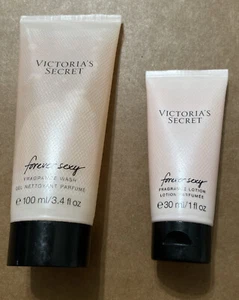 VICTORIA'S
SECRET
forever sexy
FRAGRANCE WASH
GEL NETTOYANT PARFUMÉ
e 100 ml/3.4 fl oz
VICTORIA'S
SECRET
forever sexy
FRAGRANCE LOTION
LOTION PARFUMÉE
e 30 ml/1 fl oz